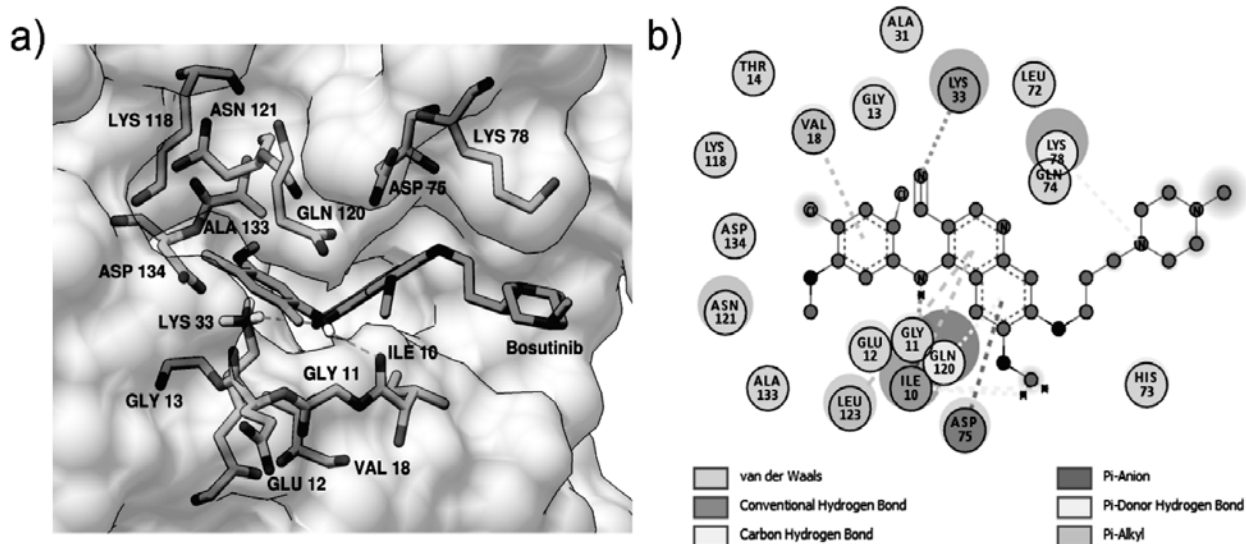 a)
LYS 118
ASN 121
LYS 78
ASP 75
GLN 120
ALA 133
ASP 134
LYS 33
ILE 10
Bosutinib
GLY 11
GLY 13
VAL 18
GLU 12
b)
ALA
31
THR
14
LYS
33
LEU
72
GLY
13
VAL
18
LYS
78
GLN
74
LYS
118
N
Cl
Cl
N
N
N
ASP
134
N
H
ASN
121
GLU
12
GLY
11
GLN
120
ILE
10
LEU
123
ALA
133
HIS
73
H
H
ASP
75
van der Waals
Conventional Hydrogen Bond
Carbon Hydrogen Bond
Pi-Anion
Pi-Donor Hydrogen Bond
Pi-Alkyl